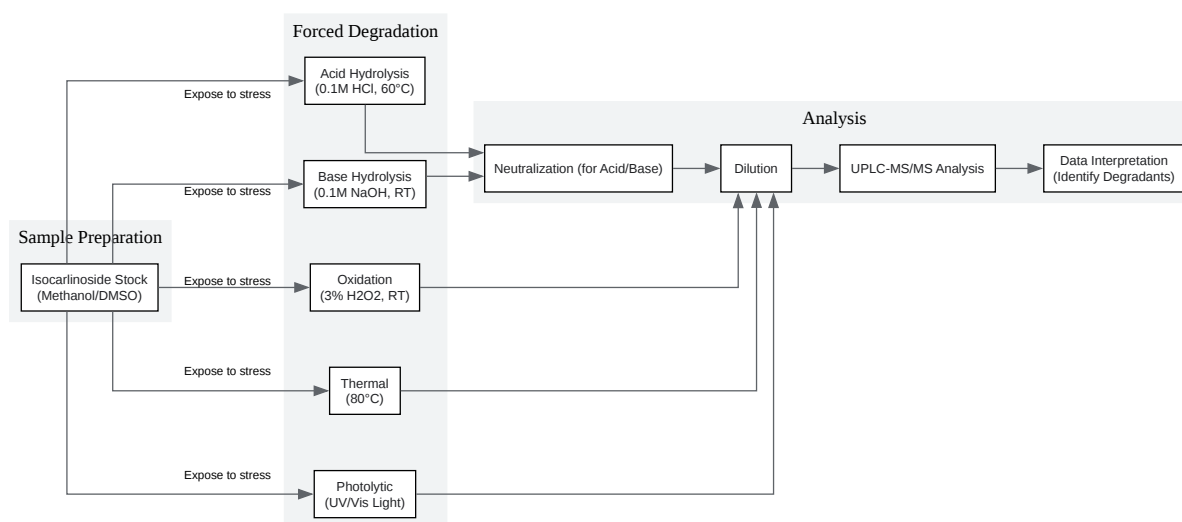 Forced Degradation
Acid Hydrolysis
(0.1M HCl, 60°C)
Expose to stress
Analysis
Neutralization (for Acid/Base)
Dilution
UPLC-MS/MS Analysis
Data Interpretation
(Identify Degradants)
Base Hydrolysis
(0.1M NaOH, RT)
Expose to stress
Sample Preparation
Isocarlinoside Stock
(Methanol/DMSO)
Expose to stress
Oxidation
(3% H2O2, RT)
Expose to stress
Thermal
(80°C)
Expose to stress
Photolytic
(UV/Vis Light)